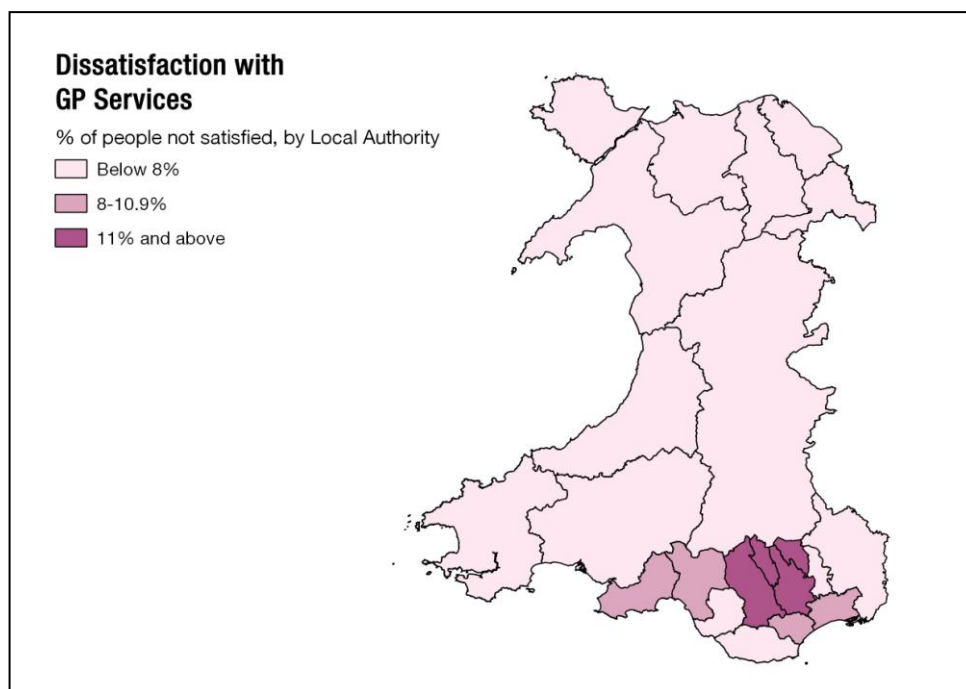 Dissatisfaction with
GP Services
% of people not satisfied, by Local Authority
Below 8%
8-10.9%
11% and above